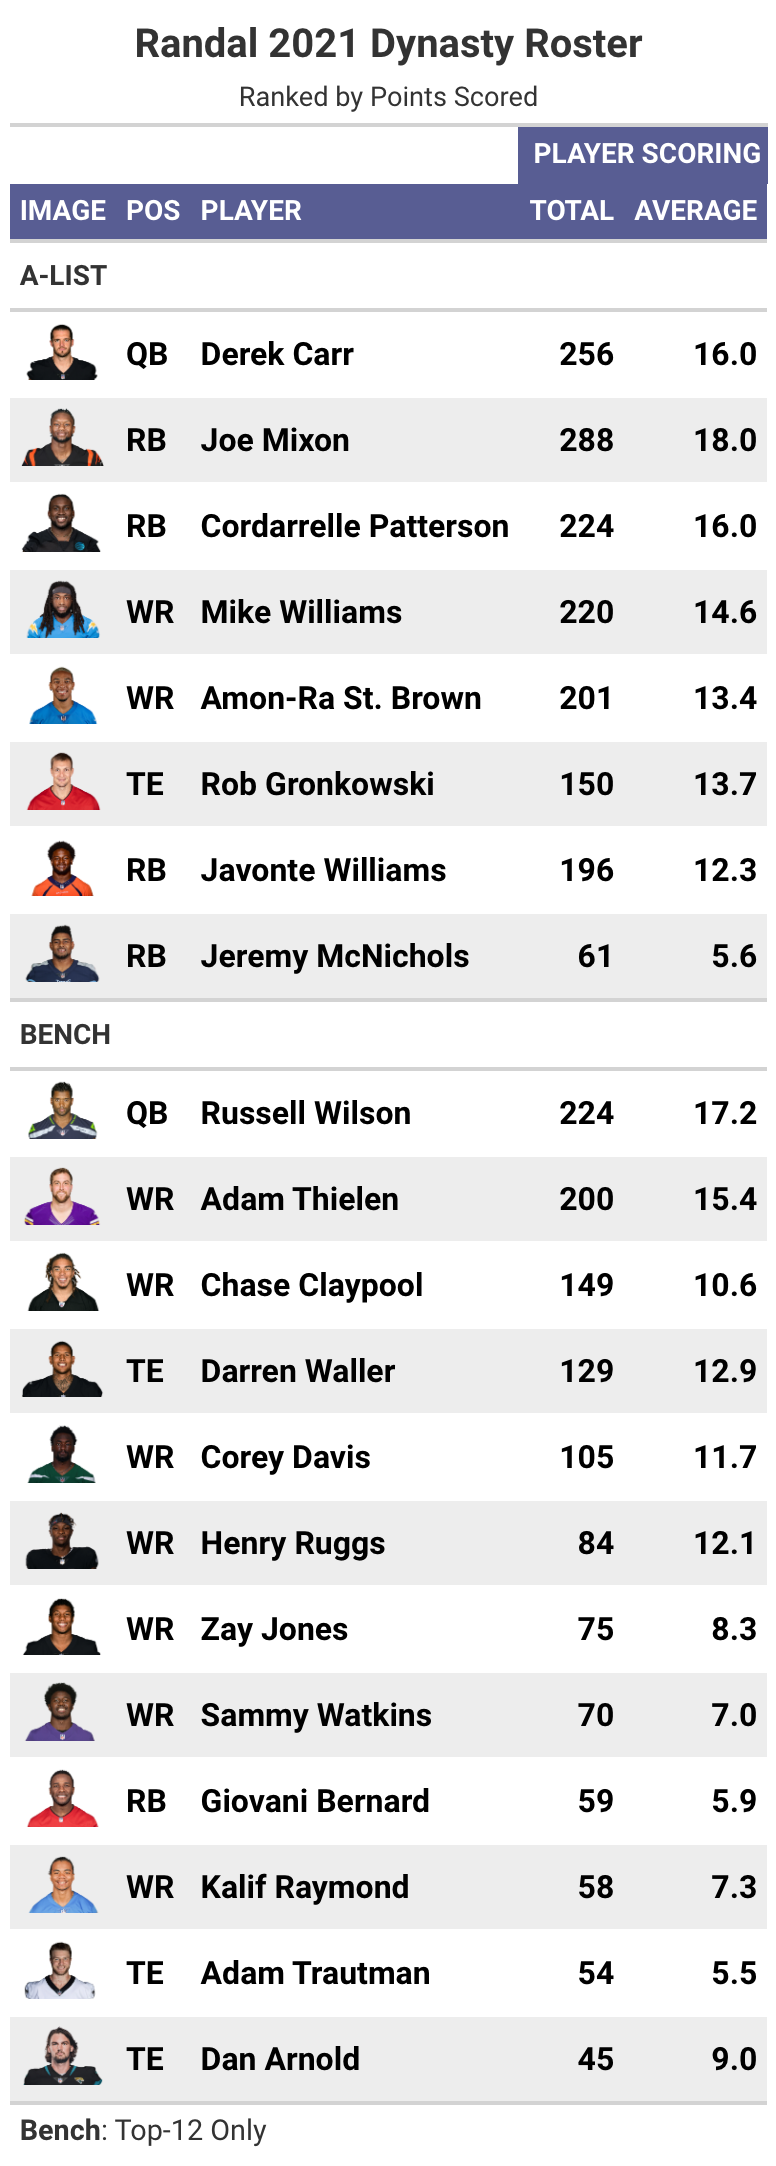 Randal 2021 Dynasty Roster
Ranked by Points Scored
PLAYER SCORING
IMAGE POS PLAYER TOTAL AVERAGE
A-LIST
QB Derek Carr 256 16.0
RB Joe Mixon 288 18.0
RB Cordarrelle Patterson 224 16.0
WR Mike Williams 220 14.6
WR Amon-Ra St. Brown 201 13.4
TE Rob Gronkowski 150 13.7
RB Javonte Williams 196 12.3
RB Jeremy McNichols 61 5.6
BENCH
QB Russell Wilson 224 17.2
WR Adam Thielen 200 15.4
WR Chase Claypool 149 10.6
TE Darren Waller 129 12.9
WR Corey Davis 105 11.7
WR Henry Ruggs 84 12.1
WR Zay Jones 75 8.3
WR Sammy Watkins 70 7.0
RB Giovani Bernard 59 5.9
WR Kalif Raymond 58 7.3
TE Adam Trautman 54 5.5
TE Dan Arnold 45 9.0
Bench: Top-12 Only